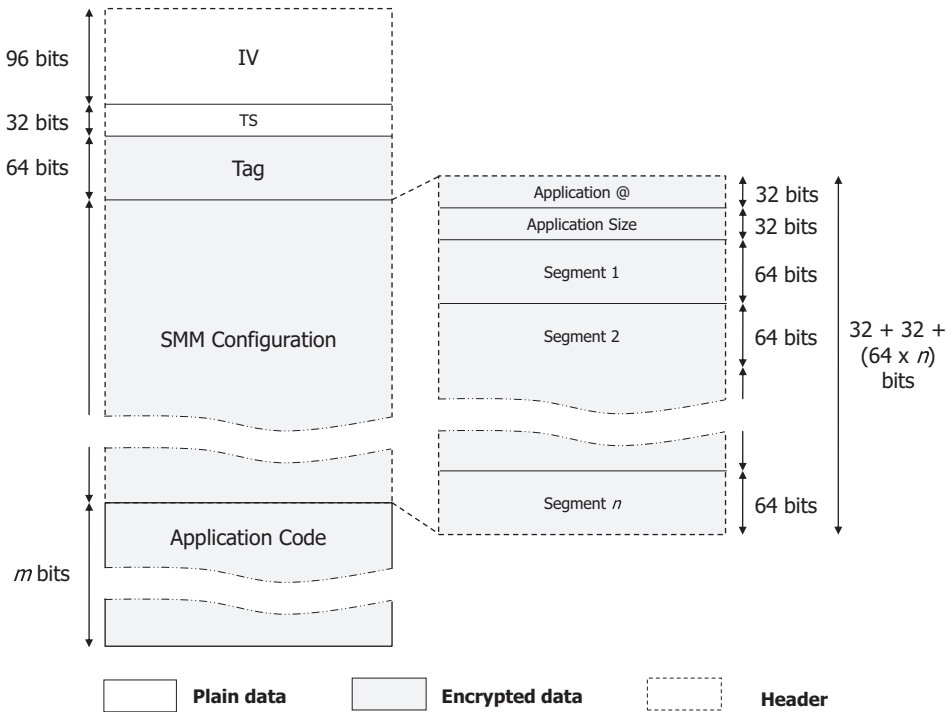 96 bits
IV
32 bits
TS
64 bits
Tag
SMM Configuration
m bits
Application Code
Application @
32 bits
Application Size
32 bits
Segment 1
64 bits
Segment 2
64 bits
Segment n
64 bits
32 + 32 +
(64 x n)
bits
Plain data
Encrypted data
Header